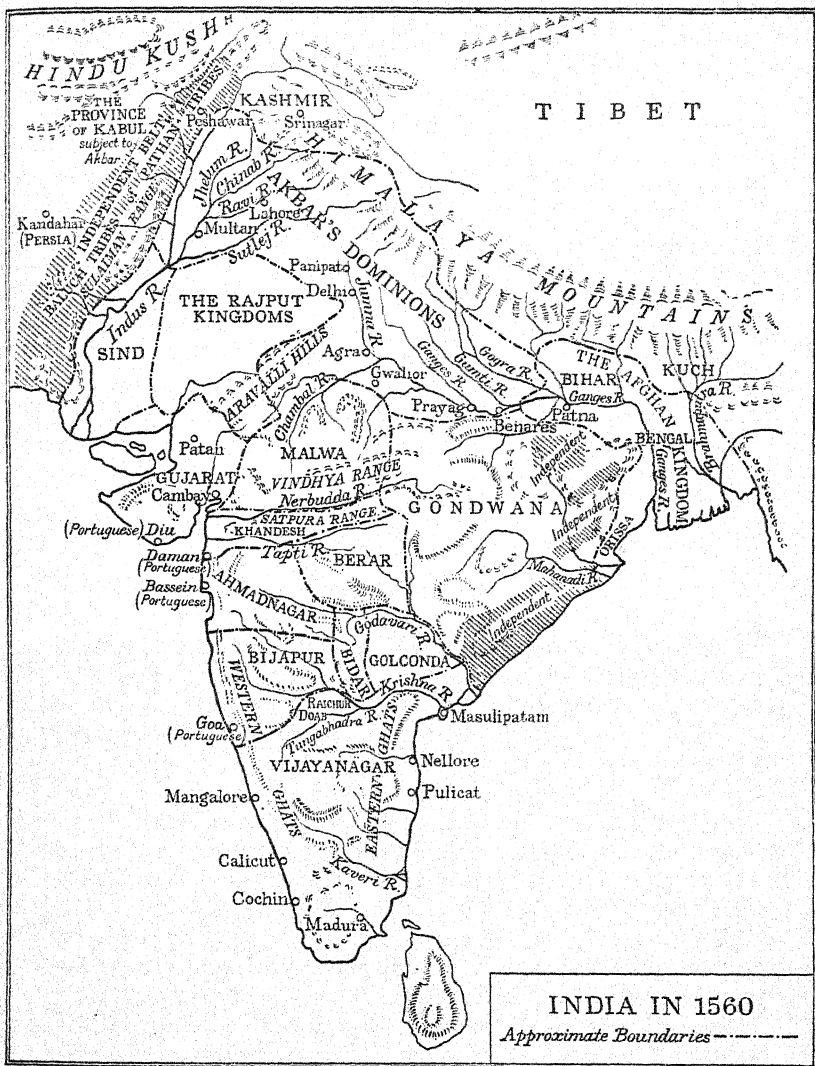 HINDU KUSH
THE
PROVINCE
OF KABUL
subject to
Akbar
INDEPENDENT BELT
of PATHAN TRIBES
BALUCH TRIBES
SULAIMAN RANGE
KASHMIR
Peshawar
Srinagar
TIBET
HIMALAYA MOUNTAINS
Jhelum R.
Chinab R.
Ravi R.
Lahore
Multan
Sutlej R.
AKBAR'S DOMINIONS
Kandahar
(PERSIA)
Indus R.
SIND
THE RAJPUT
KINGDOMS
Panipat
Delhi
Jumna R.
Agra
Gwalior
ARAVALLI HILLS
Chambal R.
Ganges R.
Gumti R.
Gogra R.
Prayag
Benares
BIHAR
Ganges R.
Patna
THE AFGHAN
KINGDOM
BENGAL
Ganges R.
KUCH
Brahmaputra R.
Patan
GUJARAT
Cambay
MALWA
VINDHYA RANGE
Nerbudda R.
SATPURA RANGE
KHANDESH
Tapti R.
GONDWANA
Independent
Independent
ORISSA
Mahanadi R.
Independent
(Portuguese) Diu
Daman
(Portuguese)
Bassein
(Portuguese)
BERAR
AHMADNAGAR
Godavari R.
BIJAPUR
BIDAR
GOLCONDA
Krishna R.
RAICHUR
DOAB
Tungabhadra R.
WESTERN
GHATS
EASTERN
GHATS
Goa
(Portuguese)
Masulipatam
VIJAYANAGAR
Nellore
Pulicat
Mangalore
Calicut
Kaveri R.
Cochin
Madura
INDIA IN 1560
Approximate Boundaries